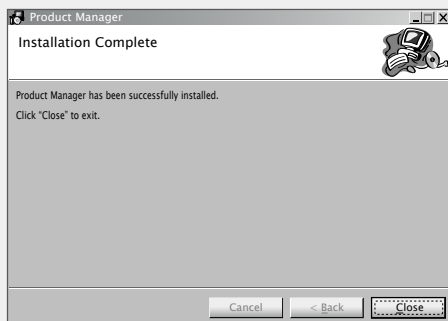 Product Manager
Installation Complete
Product Manager has been successfully installed.
Click “Close” to exit.
Cancel < Back Close